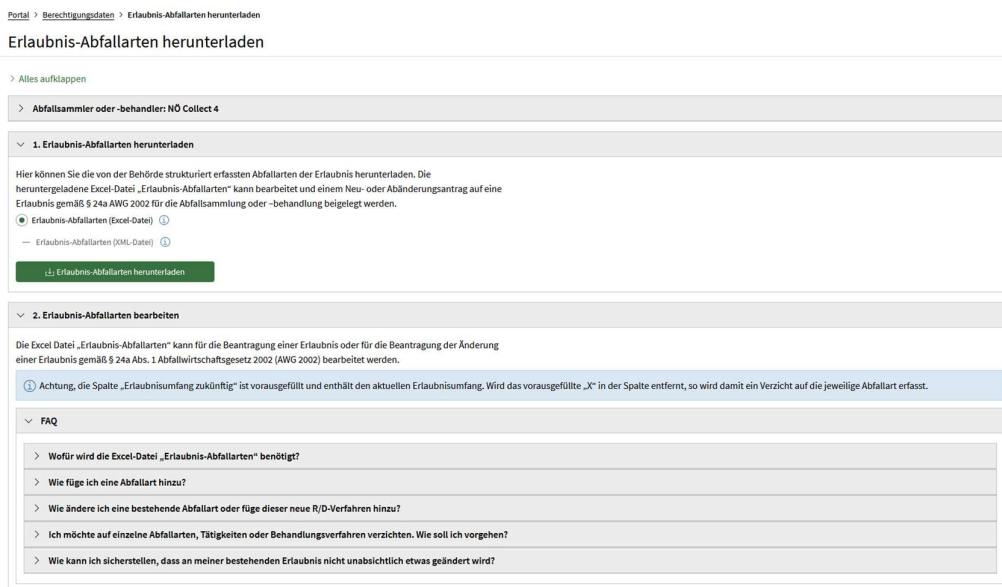 Portal > Berechtigungsdaten > Erlaubnis-Abfallarten herunterladen
Erlaubnis-Abfallarten herunterladen
> Alles aufklappen
Abfallsammler oder -behandler: NÖ Collect 4
1. Erlaubnis-Abfallarten herunterladen
Hier können Sie die von der Behörde strukturiert erfassten Abfallarten der Erlaubnis herunterladen. Die
heruntergeladene Excel-Datei „Erlaubnis-Abfallarten“ kann bearbeitet und einem Neu- oder Abänderungsantrag auf eine
Erlaubnis gemäß § 24a AWG 2002 für die Abfallsammlung oder –behandlung beigelegt werden.
Erlaubnis-Abfallarten (Excel-Datei)
Erlaubnis-Abfallarten (XML-Datei)
Erlaubnis-Abfallarten herunterladen
2. Erlaubnis-Abfallarten bearbeiten
Die Excel Datei „Erlaubnis-Abfallarten“ kann für die Beantragung einer Erlaubnis oder für die Beantragung der Änderung
einer Erlaubnis gemäß § 24a Abs. 1 Abfallwirtschaftsgesetz 2002 (AWG 2002) bearbeitet werden.
Achtung, die Spalte „Erlaubnisumfang zukünftig“ ist vorausgefüllt und enthält den aktuellen Erlaubnisumfang. Wird das vorausgefüllte „X“ in der Spalte entfernt, so wird damit ein Verzicht auf die jeweilige Abfallart erfasst.
FAQ
Wofür wird die Excel-Datei „Erlaubnis-Abfallarten“ benötigt?
Wie füge ich eine Abfallart hinzu?
Wie ändere ich eine bestehende Abfallart oder füge dieser neue R/D-Verfahren hinzu?
Ich möchte auf einzelne Abfallarten, Tätigkeiten oder Behandlungsverfahren verzichten. Wie soll ich vorgehen?
Wie kann ich sicherstellen, dass an meiner bestehenden Erlaubnis nicht unabsichtlich etwas geändert wird?